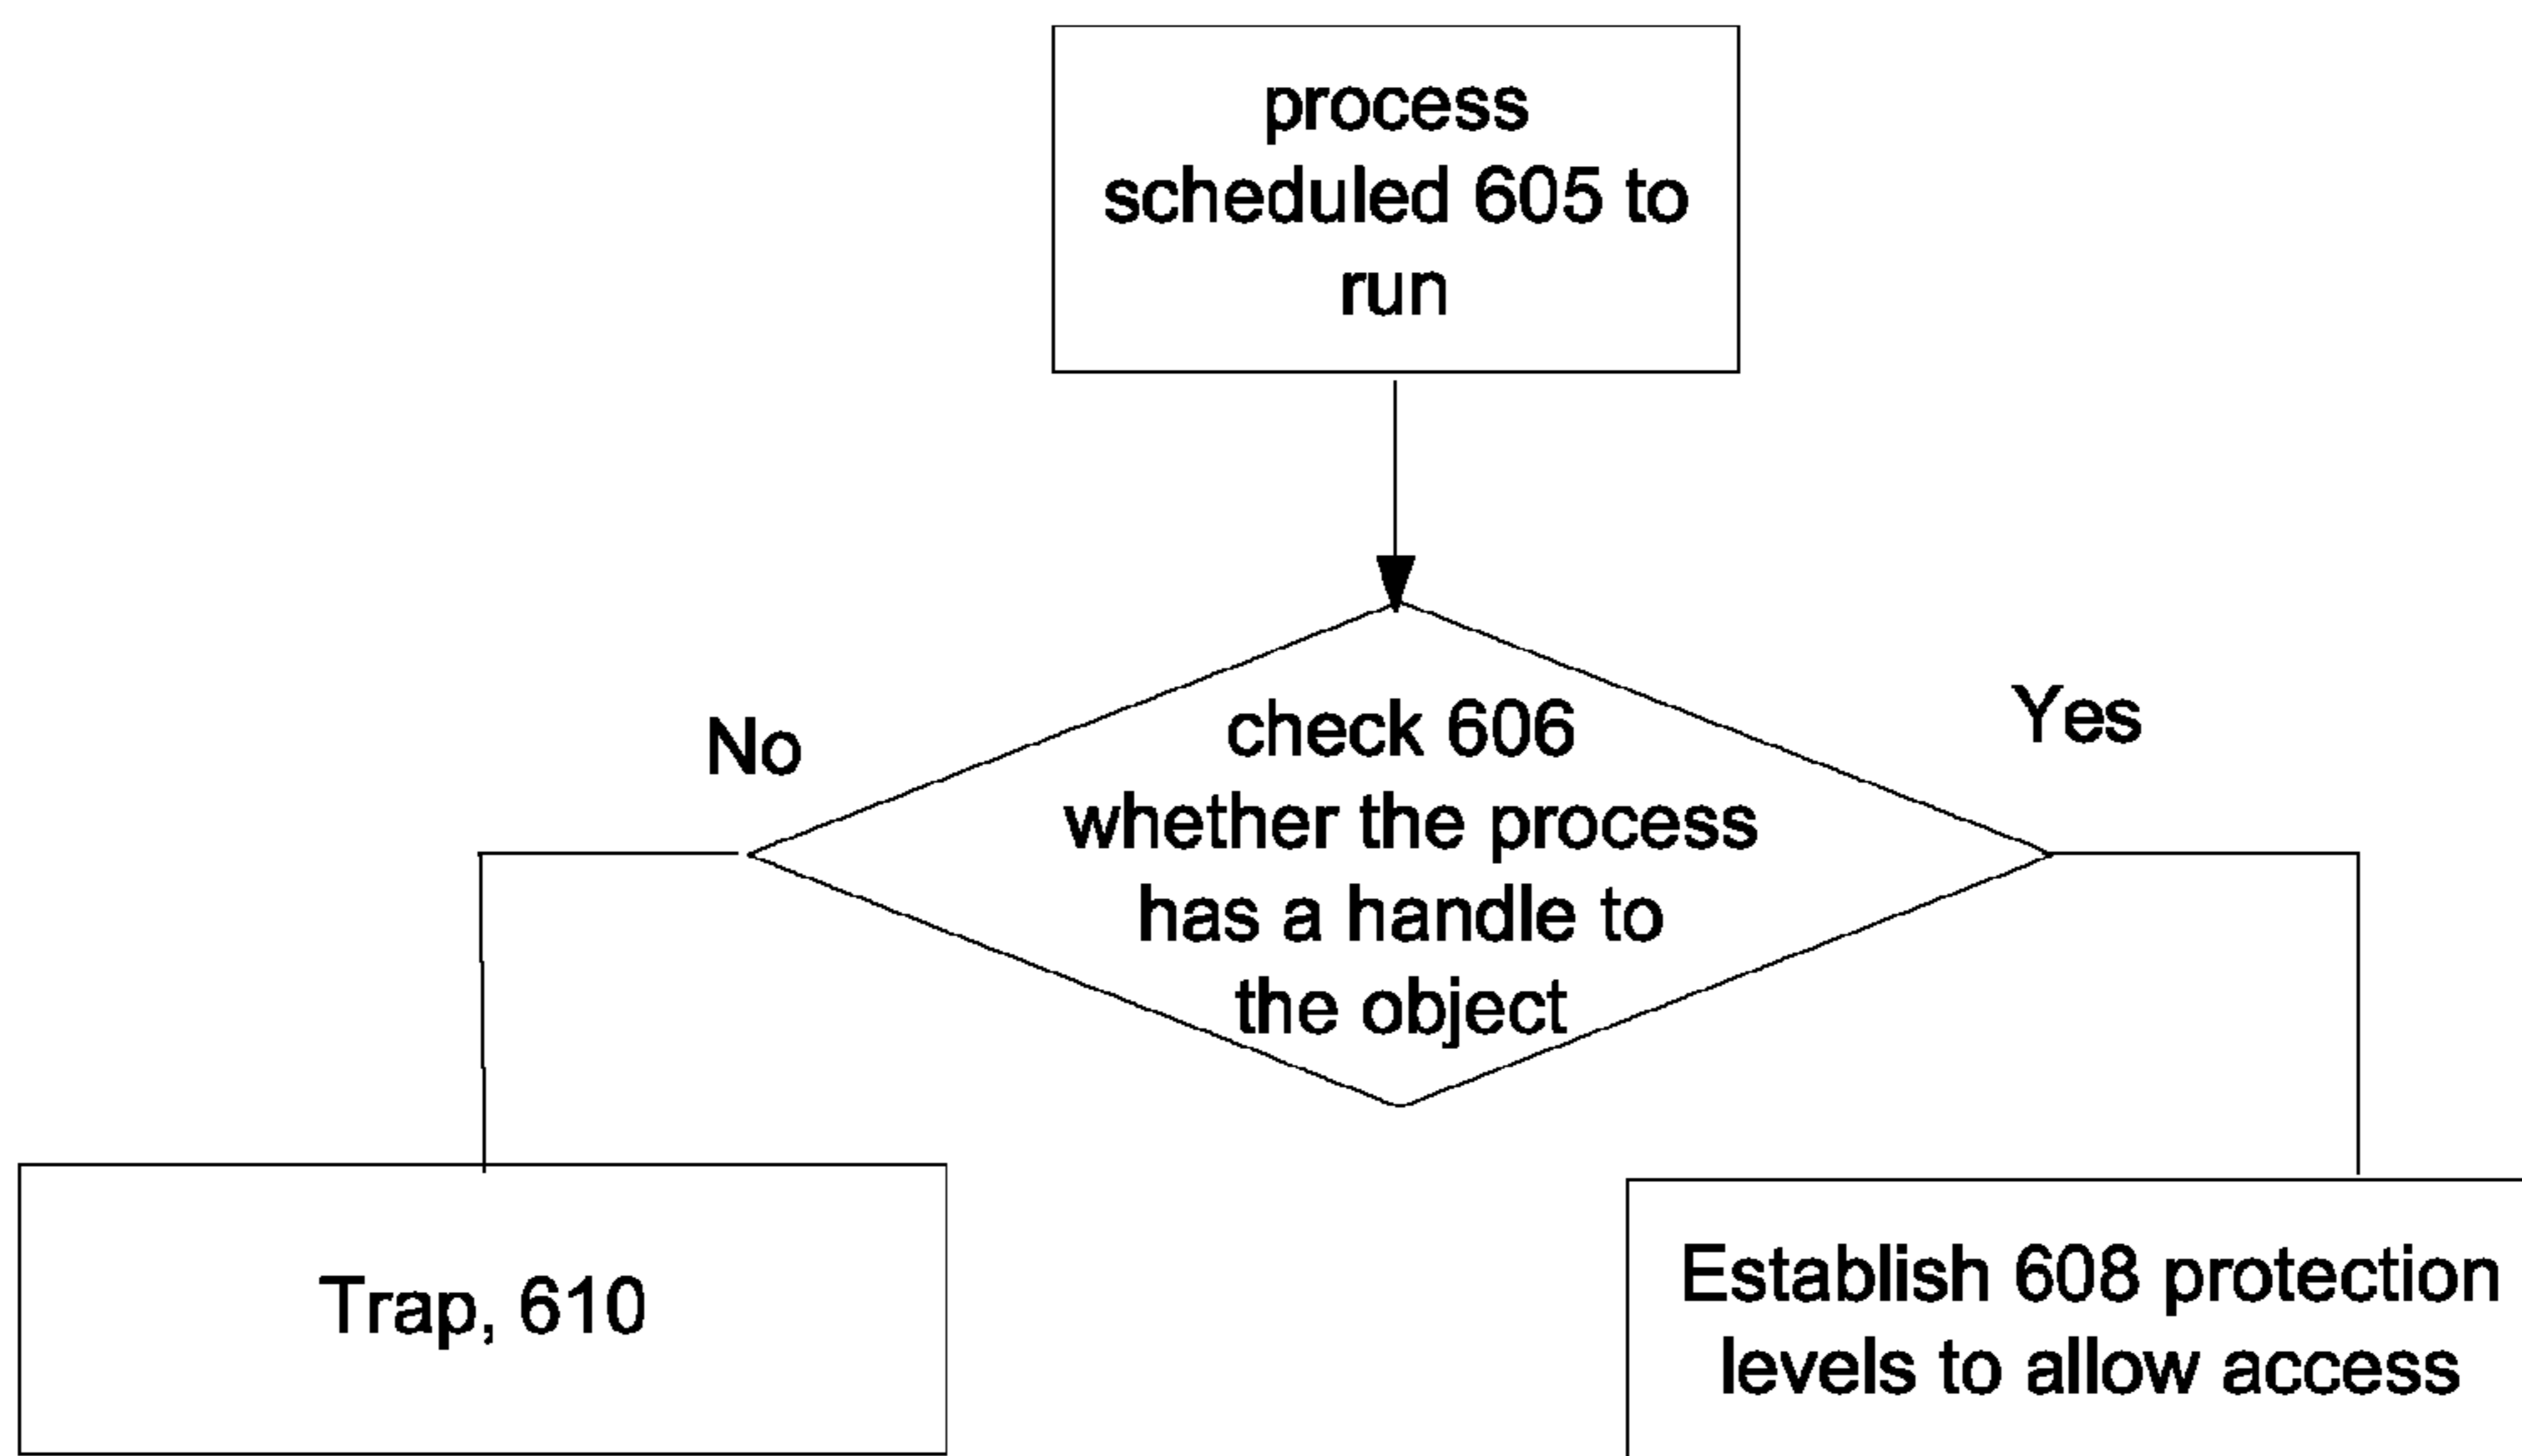 process
scheduled 605 to
run
No
Yes
check 606
whether the process
has a handle to
the object
Trap, 610
Establish 608 protection
levels to allow access